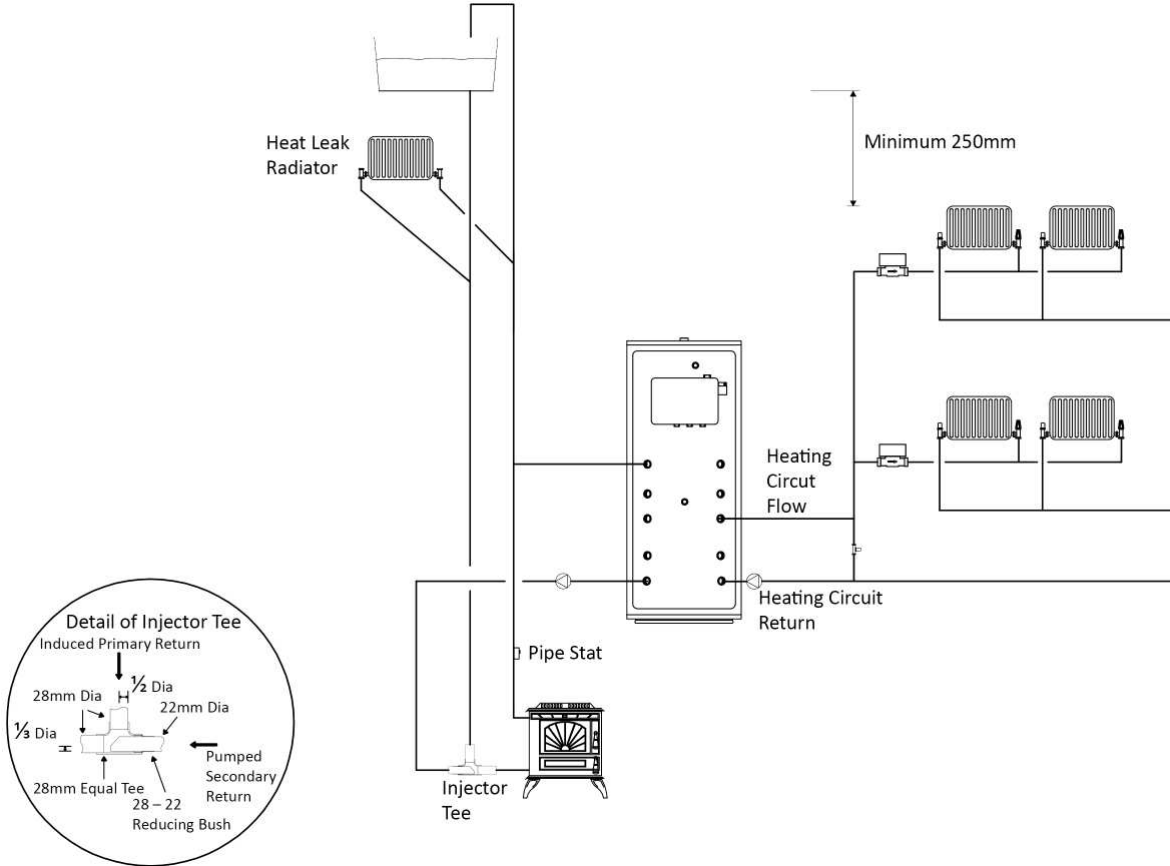 Heat Leak
Radiator
Minimum 250mm
Heating
Circut
Flow
Heating Circuit
Return
Pipe Stat
Injector
Tee
Detail of Injector Tee
Induced Primary Return
½ Dia
28mm Dia
22mm Dia
⅓ Dia
Pumped
Secondary
Return
28mm Equal Tee
28 – 22
Reducing Bush